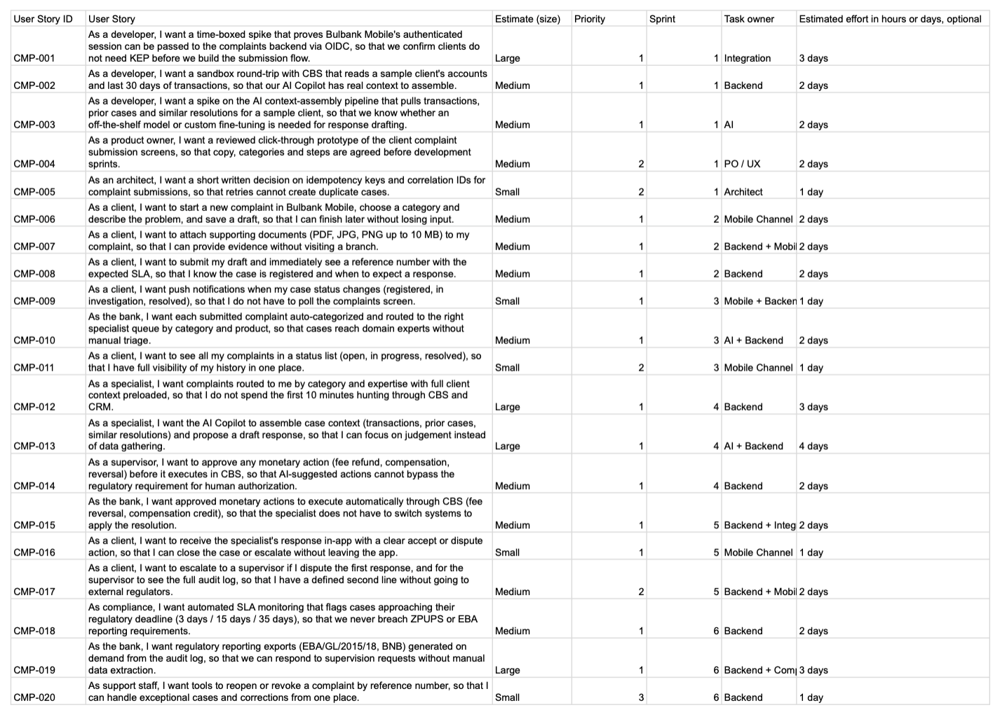 User Story ID User Story Estimate (size) Priority Sprint Task owner Estimated effort in hours or days, optional
As a developer, I want a time-boxed spike that proves Bulbank Mobile's authenticated
session can be passed to the complaints backend via OIDC, so that we confirm clients do
CMP-001 not need KEP before we build the submission flow. Large 1 1 Integration 3 days
As a developer, I want a sandbox round-trip with CBS that reads a sample client's accounts
CMP-002 and last 30 days of transactions, so that our AI Copilot has real context to assemble. Medium 1 1 Backend 2 days
As a developer, I want a spike on the AI context-assembly pipeline that pulls transactions,
prior cases and similar resolutions for a sample client, so that we know whether an
CMP-003 off-the-shelf model or custom fine-tuning is needed for response drafting. Medium 1 1 AI 2 days
As a product owner, I want a reviewed click-through prototype of the client complaint
submission screens, so that copy, categories and steps are agreed before development
CMP-004 sprints. Medium 2 1 PO / UX 2 days
As an architect, I want a short written decision on idempotency keys and correlation IDs for
CMP-005 complaint submissions, so that retries cannot create duplicate cases. Small 2 1 Architect 1 day
As a client, I want to start a new complaint in Bulbank Mobile, choose a category and
CMP-006 describe the problem, and save a draft, so that I can finish later without losing input. Medium 1 2 Mobile Channel 2 days
As a client, I want to attach supporting documents (PDF, JPG, PNG up to 10 MB) to my
CMP-007 complaint, so that I can provide evidence without visiting a branch. Medium 1 2 Backend + Mobil 2 days
As a client, I want to submit my draft and immediately see a reference number with the
CMP-008 expected SLA, so that I know the case is registered and when to expect a response. Medium 1 2 Backend 2 days
As a client, I want push notifications when my case status changes (registered, in
CMP-009 investigation, resolved), so that I do not have to poll the complaints screen. Small 1 3 Mobile + Backen 1 day
As the bank, I want each submitted complaint auto-categorized and routed to the right
specialist queue by category and product, so that cases reach domain experts without
CMP-010 manual triage. Medium 1 3 AI + Backend 2 days
As a client, I want to see all my complaints in a status list (open, in progress, resolved), so
CMP-011 that I have full visibility of my history in one place. Small 2 3 Mobile Channel 1 day
As a specialist, I want complaints routed to me by category and expertise with full client
context preloaded, so that I do not spend the first 10 minutes hunting through CBS and
CMP-012 CRM. Large 1 4 Backend 3 days
As a specialist, I want the AI Copilot to assemble case context (transactions, prior cases,
similar resolutions) and propose a draft response, so that I can focus on judgement instead
CMP-013 of data gathering. Large 1 4 AI + Backend 4 days
As a supervisor, I want to approve any monetary action (fee refund, compensation,
reversal) before it executes in CBS, so that AI-suggested actions cannot bypass the
CMP-014 regulatory requirement for human authorization. Medium 1 4 Backend 2 days
As the bank, I want approved monetary actions to execute automatically through CBS (fee
reversal, compensation credit), so that the specialist does not have to switch systems to
CMP-015 apply the resolution. Medium 1 5 Backend + Integ 2 days
As a client, I want to receive the specialist's response in-app with a clear accept or dispute
CMP-016 action, so that I can close the case or escalate without leaving the app. Small 1 5 Mobile Channel 1 day
As a client, I want to escalate to a supervisor if I dispute the first response, and for the
supervisor to see the full audit log, so that I have a defined second line without going to
CMP-017 external regulators. Medium 2 5 Backend + Mobil 2 days
As compliance, I want automated SLA monitoring that flags cases approaching their
regulatory deadline (3 days / 15 days / 35 days), so that we never breach ZPUPS or EBA
CMP-018 reporting requirements. Medium 1 6 Backend 2 days
As the bank, I want regulatory reporting exports (EBA/GL/2015/18, BNB) generated on
demand from the audit log, so that we can respond to supervision requests without manual
CMP-019 data extraction. Large 1 6 Backend + Comp 3 days
As support staff, I want tools to reopen or revoke a complaint by reference number, so that I
CMP-020 can handle exceptional cases and corrections from one place. Small 3 6 Backend 1 day